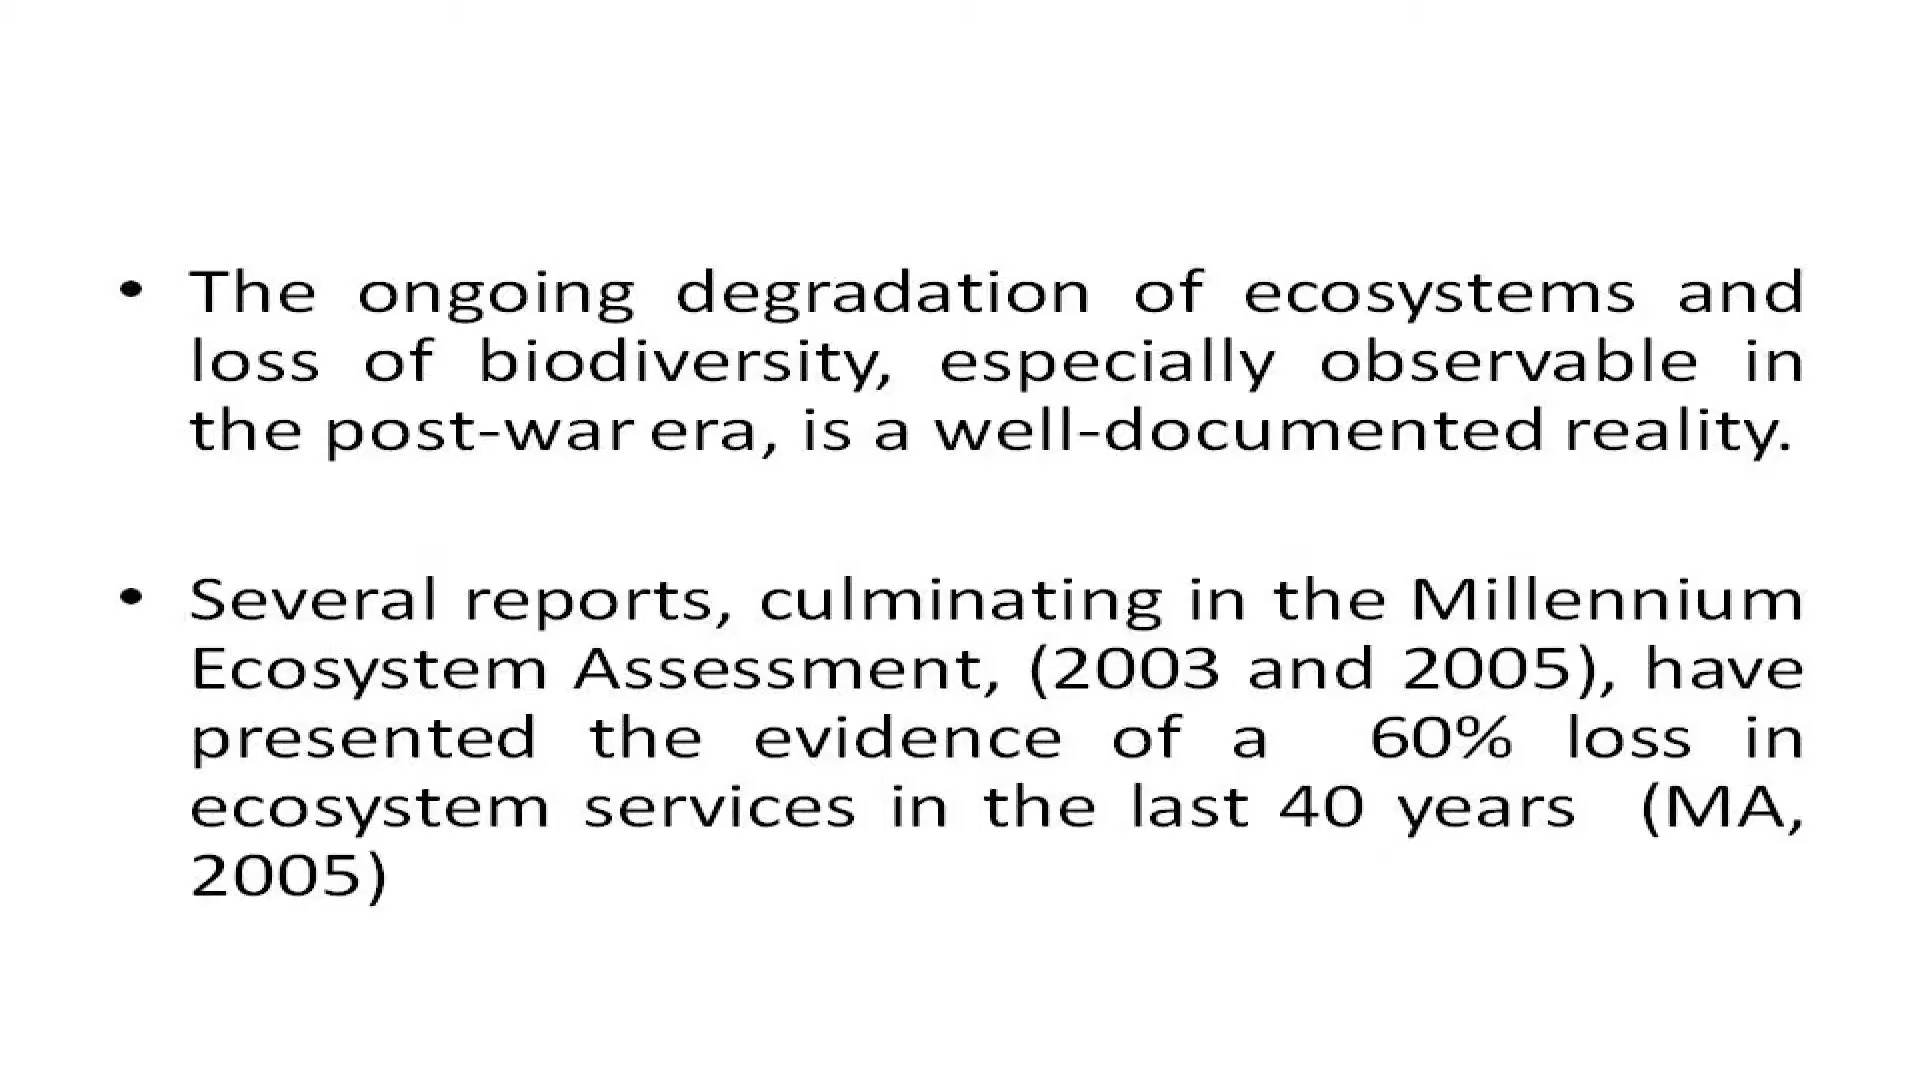 • The ongoing degradation of ecosystems and
loss of biodiversity, especially observable in
the post-war era, is a well-documented reality.
• Several reports, culminating in the Millennium
Ecosystem Assessment, (2003 and 2005), have
presented the evidence of a 60% loss in
ecosystem services in the last 40 years (MA,
2005)